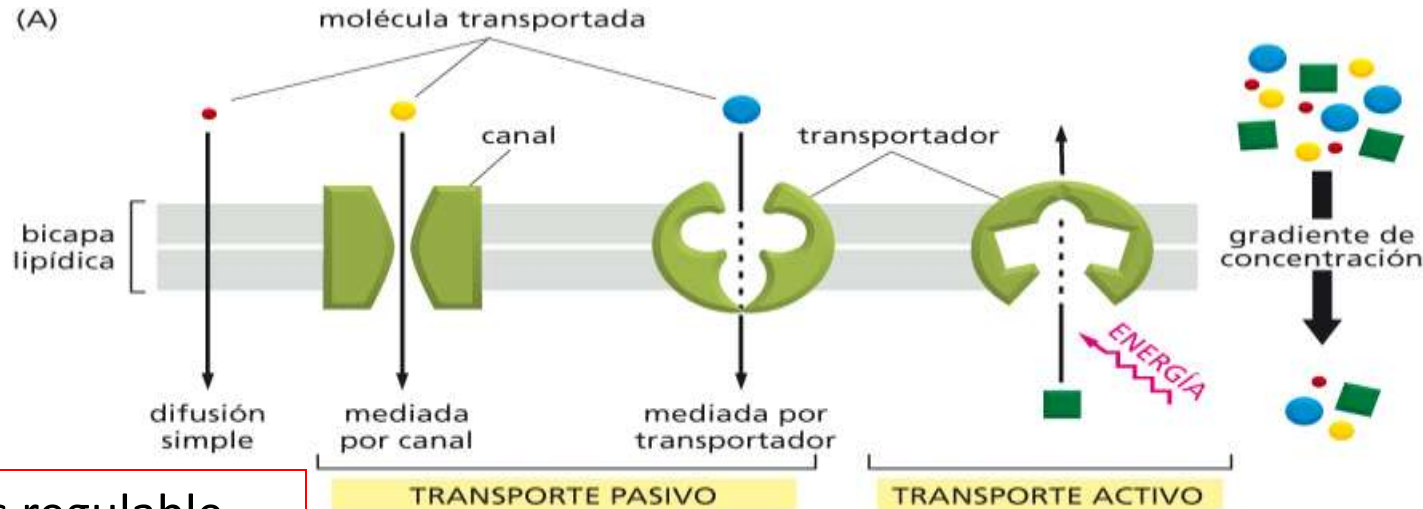 (A)
molécula transportada
canal
transportador
bicapa
lipídica
gradiente de
concentración
ENERGÍA
difusión
simple
mediada
por canal
mediada por
transportador
TRANSPORTE PASIVO
TRANSPORTE ACTIVO
regulable